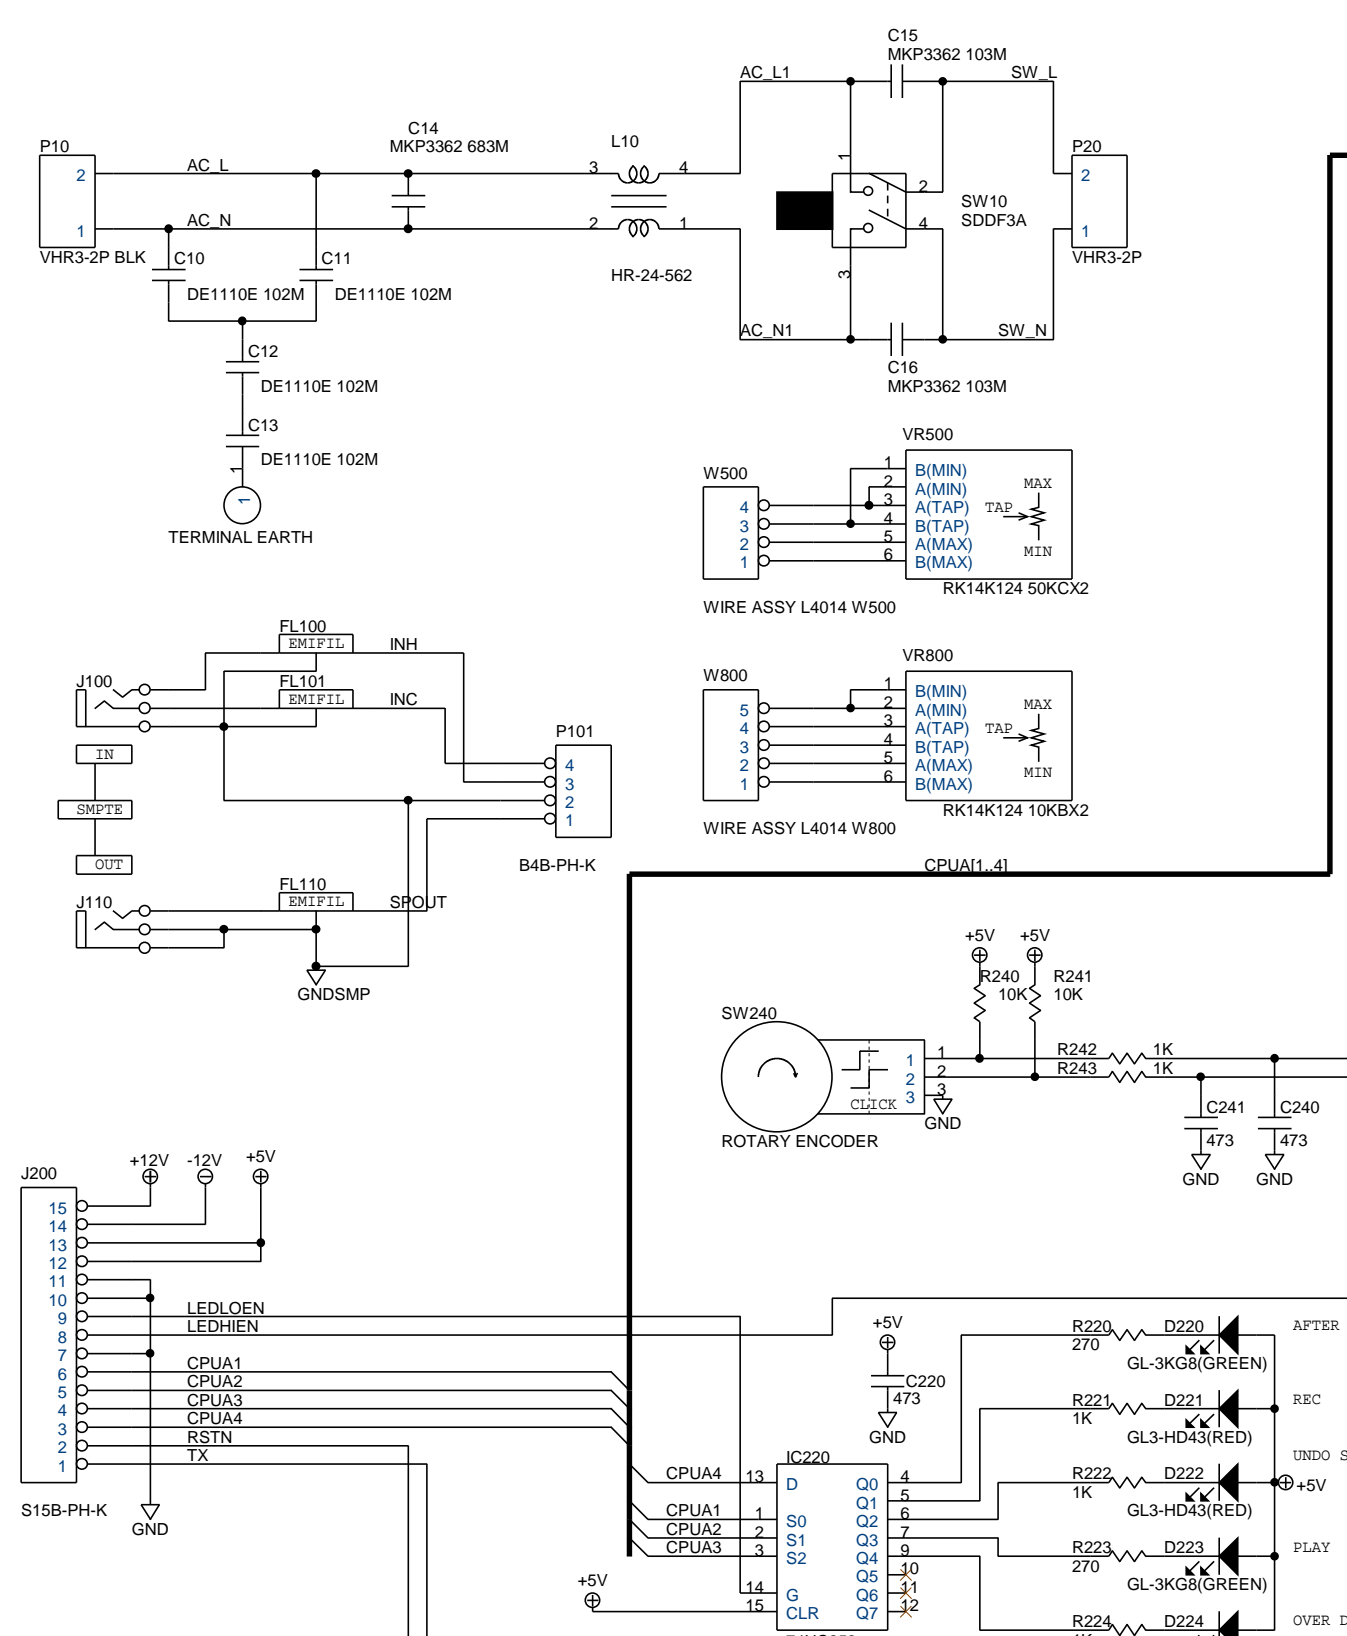 C15
MKP3362 103M
AC_L1
SW_L
C14
MKP3362 683M
L10
P10
P20
AC_L
3
4
1
2
2
2
AC_N
2
1
4
SW10
SDDF3A
1
1
VHR3-2P BLK
VHR3-2P
C10
C11
3
HR-24-562
DE1110E 102M
DE1110E 102M
AC_N1
SW_N
C12
C16
DE1110E 102M
MKP3362 103M
C13
DE1110E 102M
1
1
TERMINAL EARTH
VR500
W500
1 B(MIN)
2 A(MIN)
4 3 A(TAP)
3 4 B(TAP)
2 5 A(MAX)
1 6 B(MAX)
MAX
TAP
MIN
RK14K124 50KCX2
WIRE ASSY L4014 W500
FL100
EMIFIL
INH
J100
FL101
EMIFIL
INC
P101
4
3
2
1
IN
SMPTE
OUT
B4B-PH-K
FL110
EMIFIL
SPOUT
J110
GNDSMP
VR800
W800
1 B(MIN)
5 2 A(MIN)
4 3 A(TAP)
3 4 B(TAP)
2 5 A(MAX)
1 6 B(MAX)
MAX
TAP
MIN
RK14K124 10KBX2
WIRE ASSY L4014 W800
CPUA[1..4]
+5V
+5V
R240
10K
R241
10K
SW240
1 1
2 2
3 3
CLICK
GND
ROTARY ENCODER
R242 1K
R243 1K
C241
473
GND
C240
473
GND
+12V
-12V
+5V
J200
15
14
13
12
11
10
9 LEDLOEN
8 LEDHIEN
7
6 CPUA1
5 CPUA2
4 CPUA3
3 CPUA4
2 RSTN
1 TX
S15B-PH-K
GND
+5V
C220
473
GND
IC220
CPUA4 13 D
CPUA1 1 S0
CPUA2 2 S1
CPUA3 3 S2
14 G
+5V
15 CLR
Q0 4
Q1 5
Q2 6
Q3 7
Q4 9
Q5 10
Q6 11
Q7 12
R220
270
D220
AFTER
GL-3KG8(GREEN)
R221
1K
D221
REC
GL3-HD43(RED)
UNDO S
R222
1K
D222
+5V
GL3-HD43(RED)
R223
270
D223
PLAY
GL-3KG8(GREEN)
R224
D224
OVER D